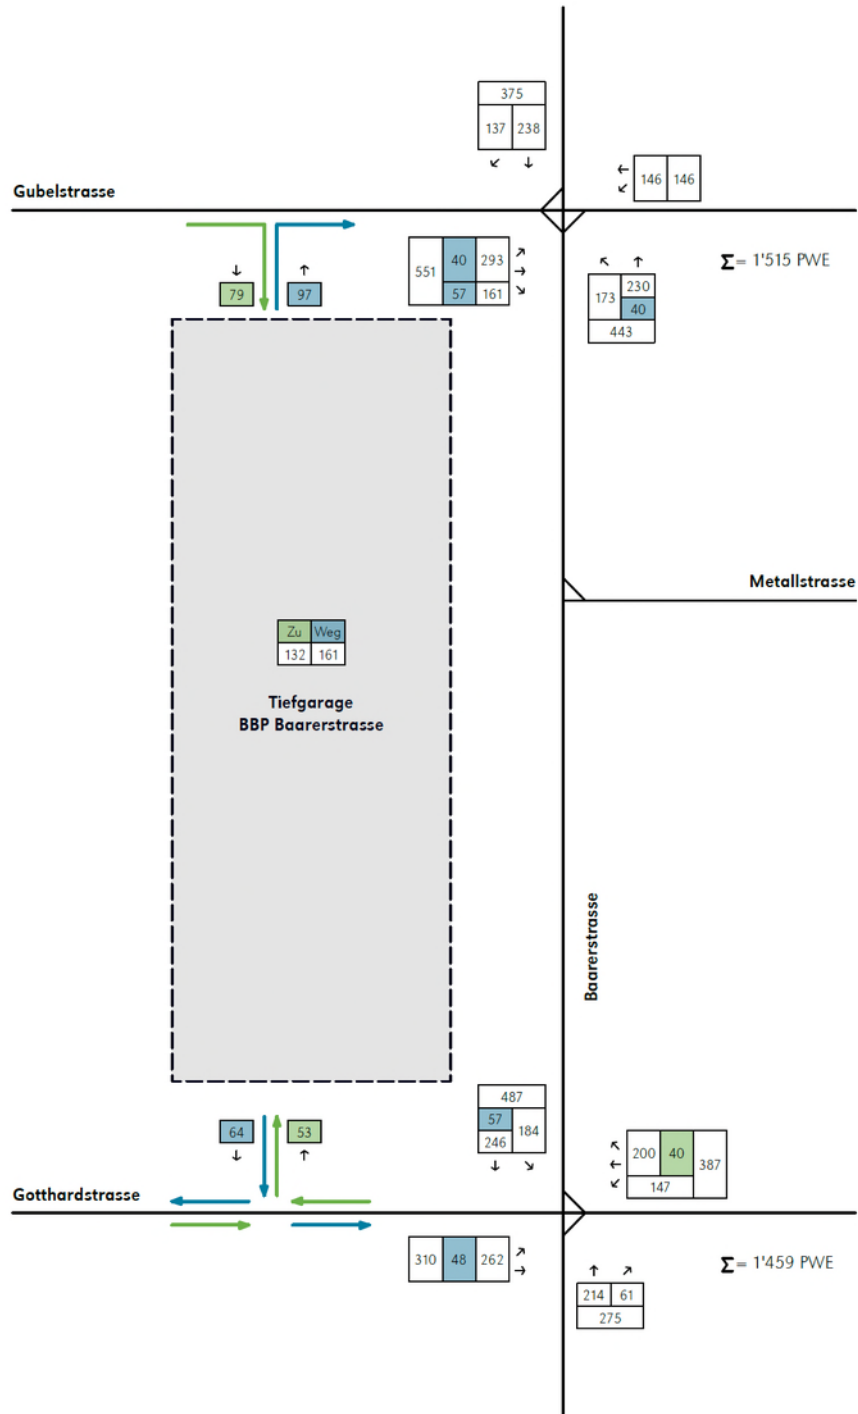 375
137 238
Gubelstrasse
146 146
551 40 293
57 161
Σ= 1'515 PWE
173 230
40
443
79 97
Metallstrasse
Zu Weg
132 161
Tiefgarage
BBP Baarerstrasse
Baarerstrasse
487
57 184
246
64 53
200 40 387
147
Gotthardstrasse
310 48 262
Σ= 1'459 PWE
214 61
275